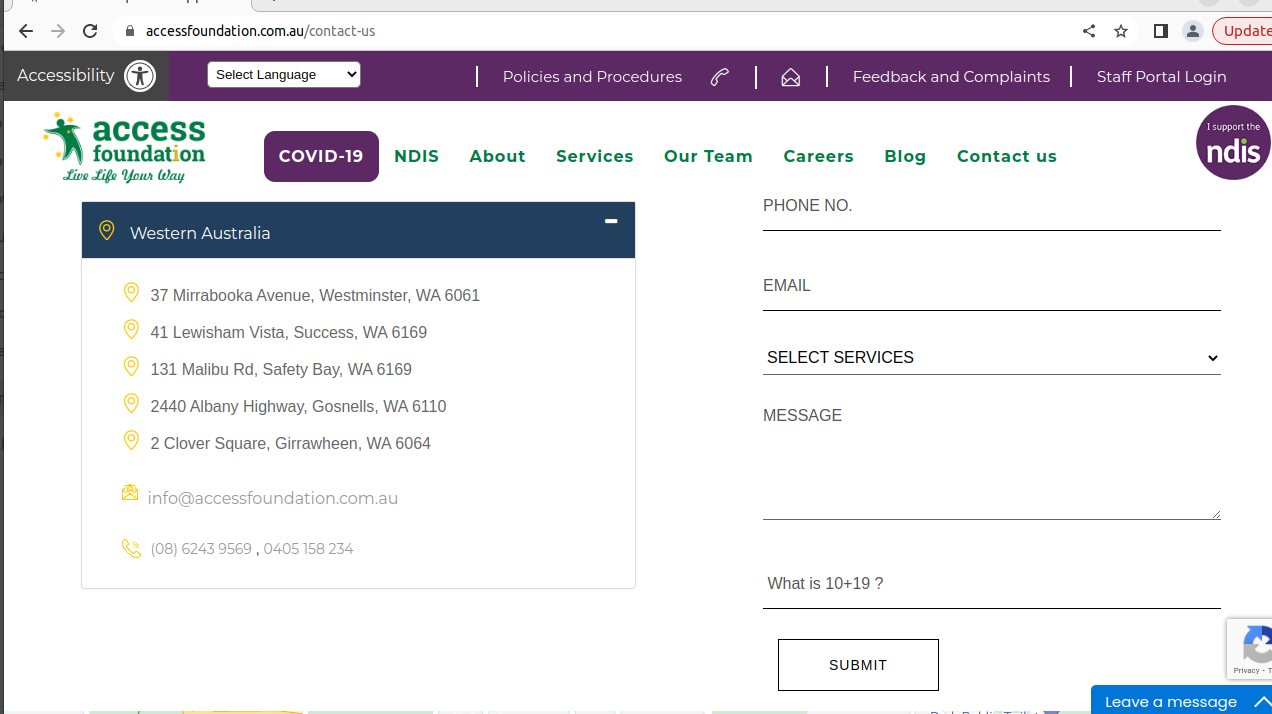 accessfoundation.com.au/contact-us
Update
Accessibility
Select Language
Policies and Procedures
Feedback and Complaints
Staff Portal Login
access
foundation
Live Life Your Way
COVID-19
NDIS
About
Services
Our Team
Careers
Blog
Contact us
I support the
ndis
Western Australia
37 Mirrabooka Avenue, Westminster, WA 6061
41 Lewisham Vista, Success, WA 6169
131 Malibu Rd, Safety Bay, WA 6169
2440 Albany Highway, Gosnells, WA 6110
2 Clover Square, Girrawheen, WA 6064
info@accessfoundation.com.au
(08) 6243 9569 , 0405 158 234
PHONE NO.
EMAIL
SELECT SERVICES
MESSAGE
What is 10+19 ?
SUBMIT
Privacy - T
Leave a message